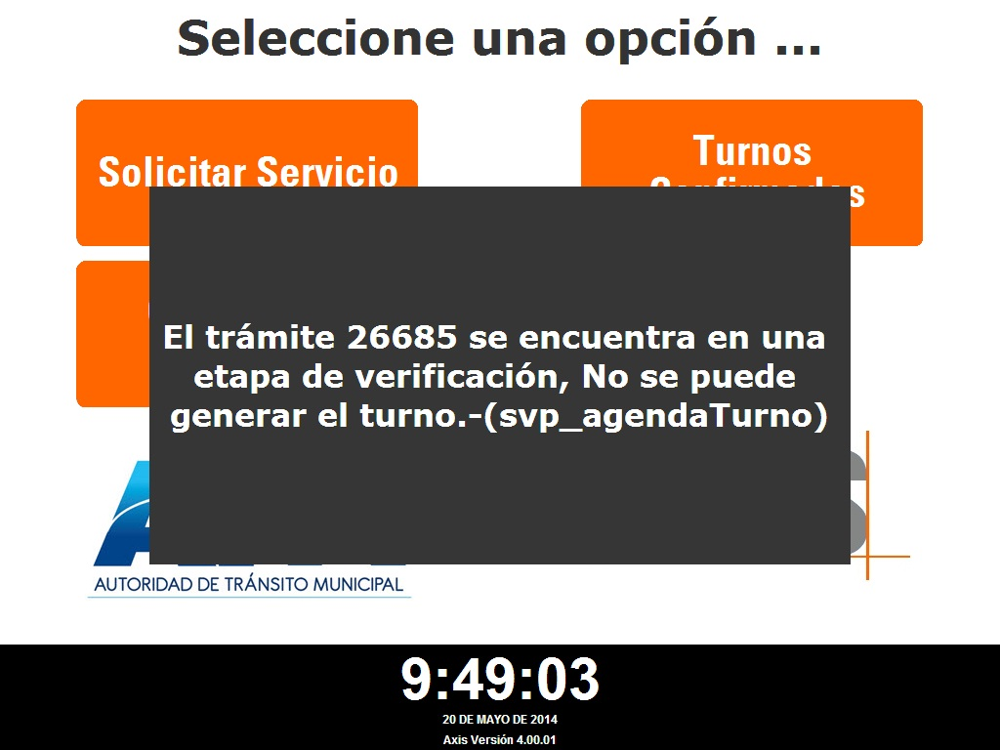 Seleccione una opción ...
Solicitar Servicio
Turnos
El trámite 26685 se encuentra en una
etapa de verificación, No se puede
generar el turno.-(svp_agendaTurno)
AUTORIDAD DE TRÁNSITO MUNICIPAL
9:49:03
20 DE MAYO DE 2014
Axis Versión 4.00.01